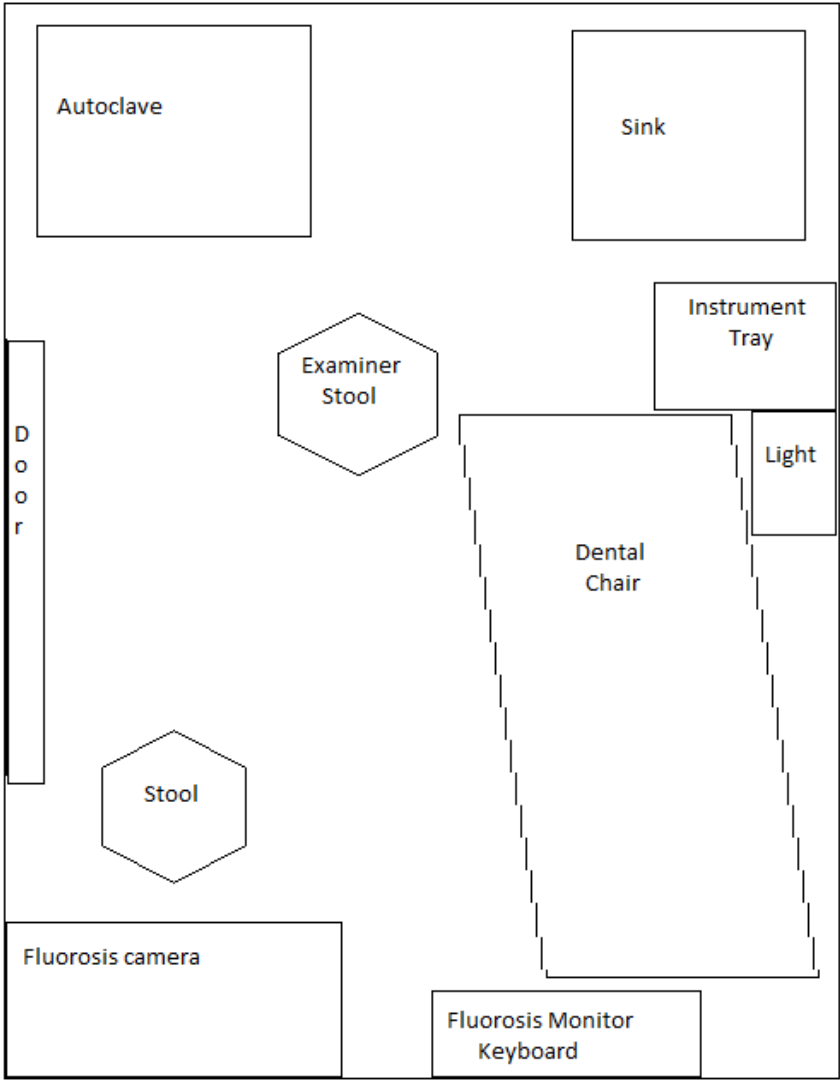 Autoclave
Sink
Instrument
Tray
Examiner
Stool
D
o
o
r
Light
Dental
Chair
Stool
Fluorosis camera
Fluorosis Monitor
Keyboard